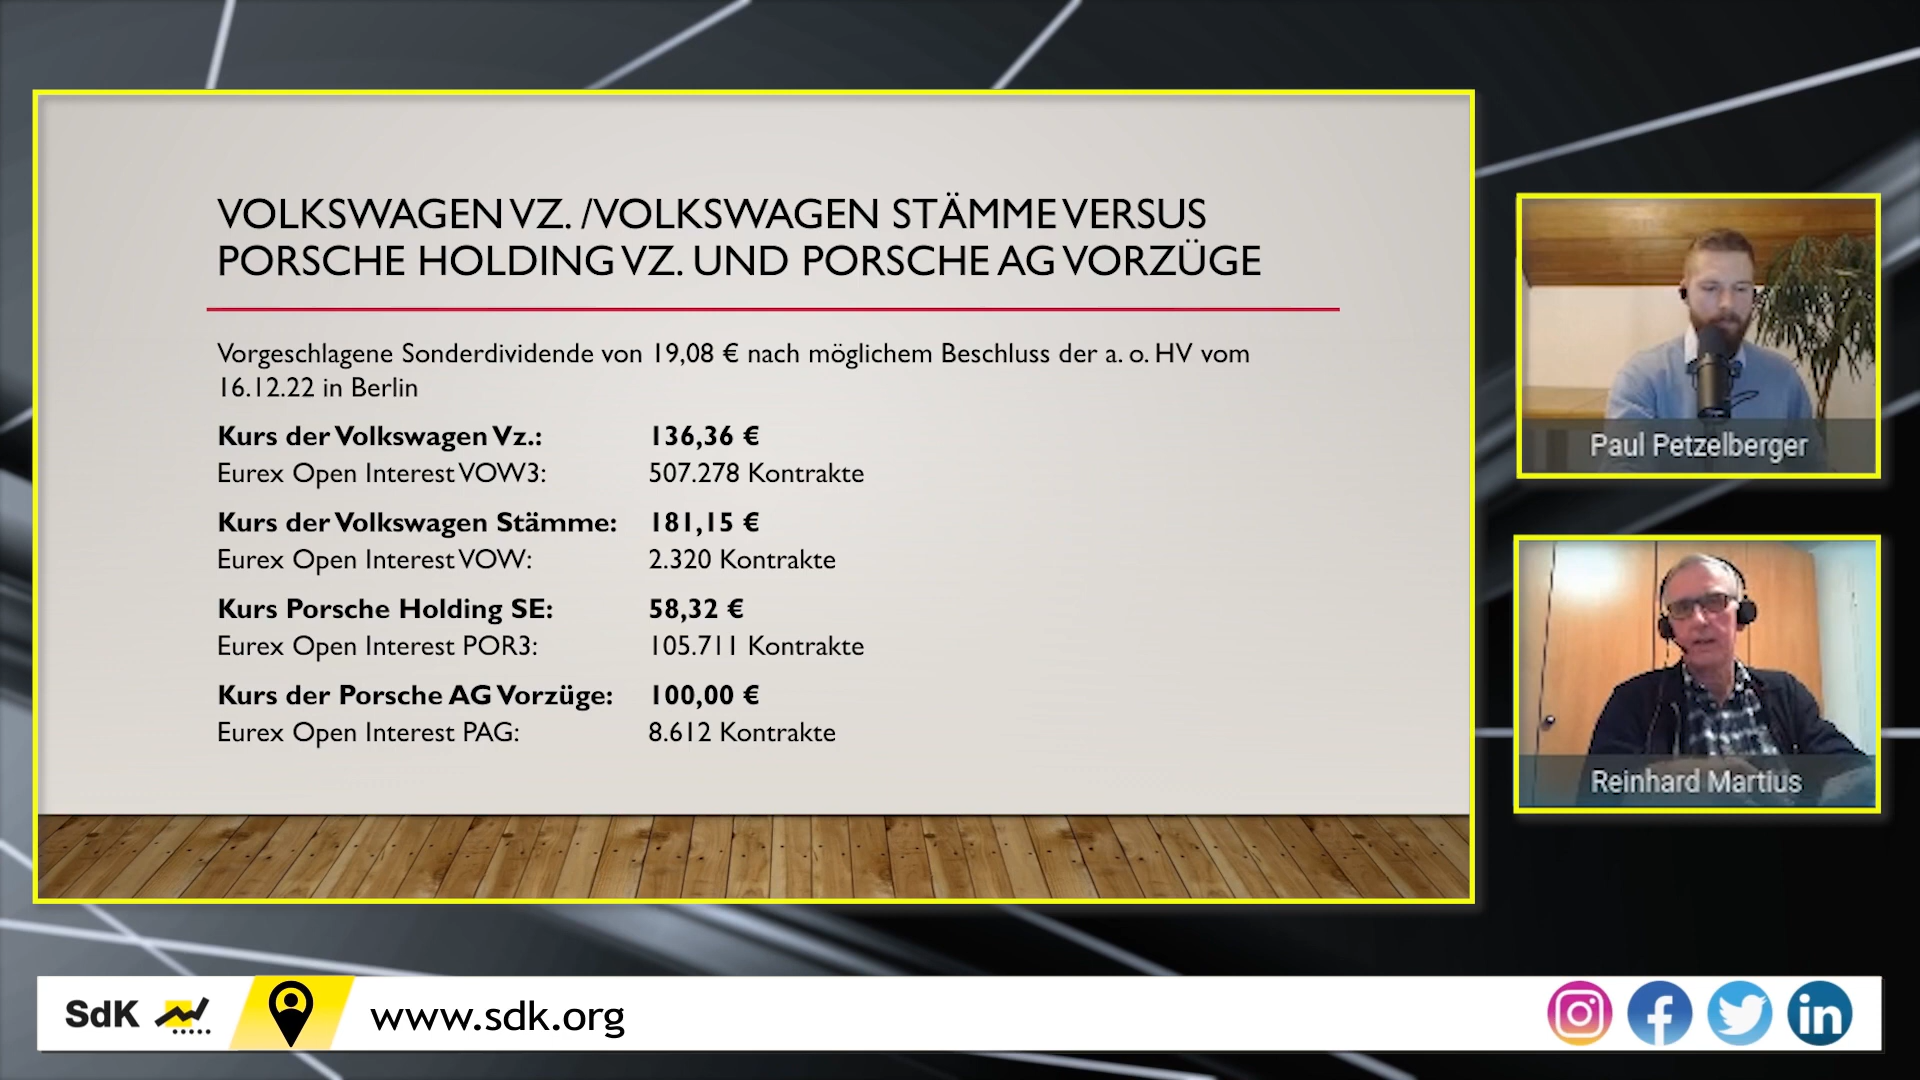 VOLKSWAGEN VZ. /VOLKSWAGEN STÄMME VERSUS
PORSCHE HOLDING VZ. UND PORSCHE AG VORZÜGE
Vorgeschlagene Sonderdividende von 19,08 € nach möglichem Beschluss der a. o. HV vom
16.12.22 in Berlin
Kurs der Volkswagen Vz.: 136,36 €
Eurex Open Interest VOW3: 507.278 Kontrakte
Kurs der Volkswagen Stämme: 181,15 €
Eurex Open Interest VOW: 2.320 Kontrakte
Kurs Porsche Holding SE: 58,32 €
Eurex Open Interest POR3: 105.711 Kontrakte
Kurs der Porsche AG Vorzüge: 100,00 €
Eurex Open Interest PAG: 8.612 Kontrakte
Paul Petzelberger
Reinhard Martius
SdK
www.sdk.org